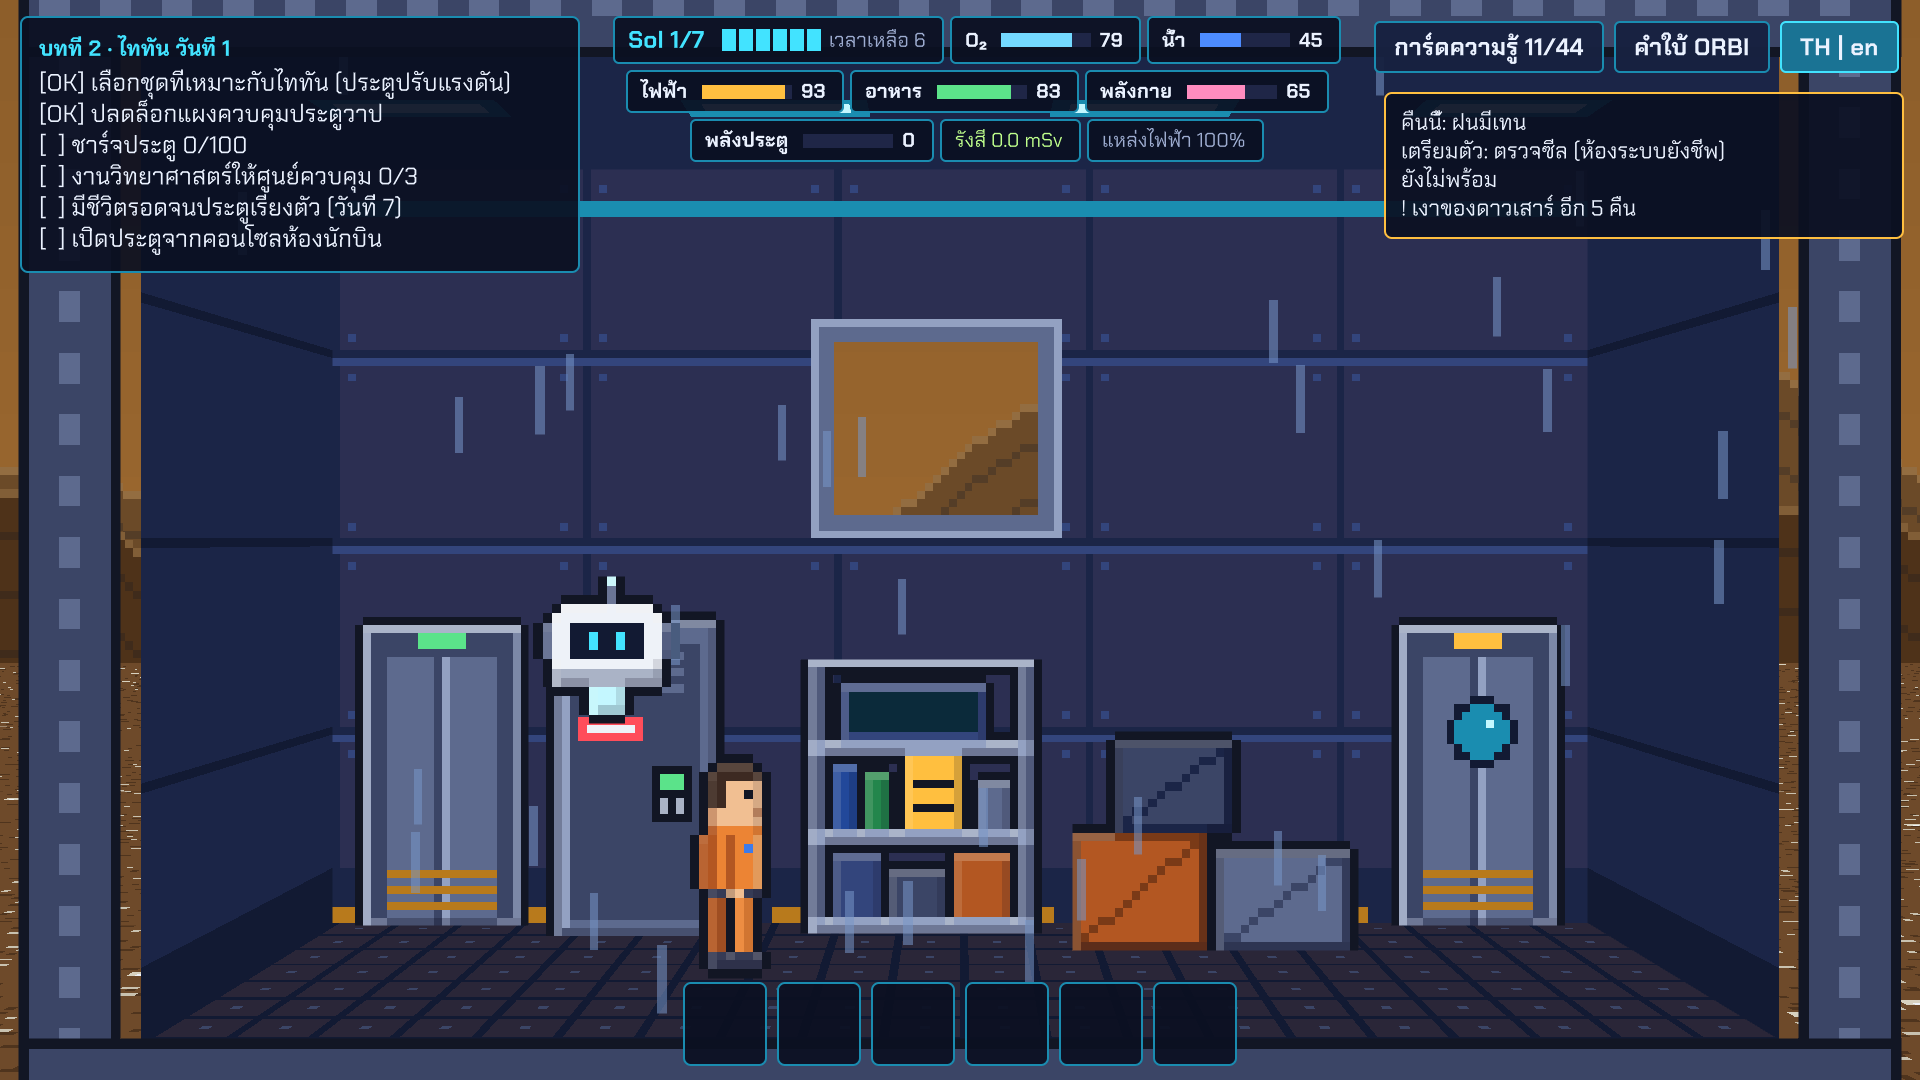 บทที่ 2 · ไททัน วันที่ 1
[OK] เลือกชุดที่เหมาะกับไททัน (ประตูปรับแรงดัน)
[OK] ปลดล็อกแผงควบคุมประตูวาป
[ ] ชาร์จประตู 0/100
[ ] งานวิทยาศาสตร์ให้ศูนย์ควบคุม 0/3
[ ] มีชีวิตรอดจนประตูเรียงตัว (วันที่ 7)
[ ] เปิดประตูจากคอนโซลห้องนักบิน
Sol 1/7 เวลาเหลือ 6
O₂ 79
น้ำ 45
ไฟฟ้า 93
อาหาร 83
พลังกาย 65
พลังประตู 0
รังสี 0.0 mSv
แหล่งไฟฟ้า 100%
การ์ดความรู้ 11/44
คำใบ้ ORBI
TH | en
คืนนี้: ฝนมีเทน
เตรียมตัว: ตรวจซีล (ห้องระบบยังชีพ)
ยังไม่พร้อม
! เงาของดาวเสาร์ อีก 5 คืน